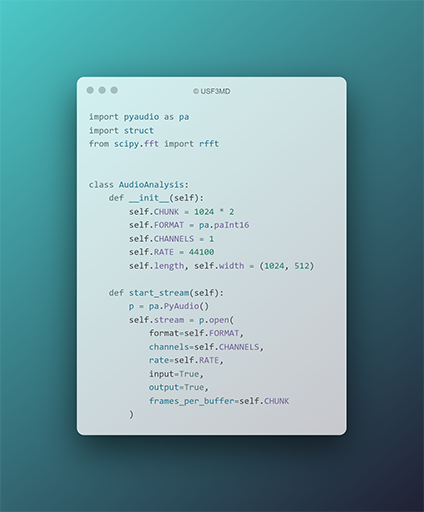 © USF3MD
import pyaudio as pa
import struct
from scipy.fft import rfft
class AudioAnalysis:
    def __init__(self):
        self.CHUNK = 1024 * 2
        self.FORMAT = pa.paInt16
        self.CHANNELS = 1
        self.RATE = 44100
        self.length, self.width = (1024, 512)
    def start_stream(self):
        p = pa.PyAudio()
        self.stream = p.open(
            format=self.FORMAT,
            channels=self.CHANNELS,
            rate=self.RATE,
            input=True,
            output=True,
            frames_per_buffer=self.CHUNK
        )